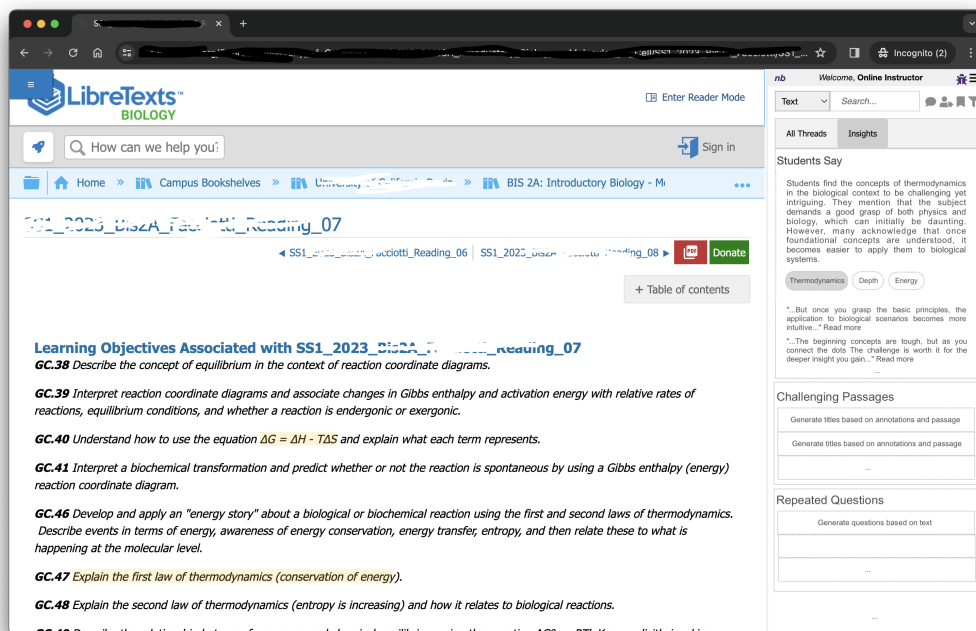 Incognito (2)
LibreTexts™
BIOLOGY
Enter Reader Mode
How can we help you?
Sign in
Home » Campus Bookshelves » » BIS 2A: Introductory Biology - M
_07
◄ SS1_ _Reading_06 SS1_ _08 ► PDF Donate
+ Table of contents
Learning Objectives Associated with SS1_2023_ _Reading_07
GC.38 Describe the concept of equilibrium in the context of reaction coordinate diagrams.
GC.39 Interpret reaction coordinate diagrams and associate changes in Gibbs enthalpy and activation energy with relative rates of
reactions, equilibrium conditions, and whether a reaction is endergonic or exergonic.
GC.40 Understand how to use the equation ΔG = ΔH - TΔS and explain what each term represents.
GC.41 Interpret a biochemical transformation and predict whether or not the reaction is spontaneous by using a Gibbs enthalpy (energy)
reaction coordinate diagram.
GC.46 Develop and apply an "energy story" about a biological or biochemical reaction using the first and second laws of thermodynamics.
Describe events in terms of energy, awareness of energy conservation, energy transfer, entropy, and then relate these to what is
happening at the molecular level.
GC.47 Explain the first law of thermodynamics (conservation of energy).
GC.48 Explain the second law of thermodynamics (entropy is increasing) and how it relates to biological reactions.
nb Welcome, Online Instructor
Text Search...
All Threads Insights
Students Say
Students find the concepts of thermodynamics
in the biological context to be challenging yet
intriguing. They mention that the subject
demands a good grasp of both physics and
biology, which can initially be daunting.
However, many acknowledge that once
foundational concepts are understood, it
becomes easier to apply them to biological
systems.
Thermodynamics Depth Energy
"...But once you grasp the basic principles, the
application to biological scenarios becomes more
intuitive..." Read more
"...The beginning concepts are tough, but as you
connect the dots The challenge is worth it for the
deeper insight you gain..." Read more
...
Challenging Passages
Generate titles based on annotations and passage
Generate titles based on annotations and passage
...
Repeated Questions
Generate questions based on text
...
...